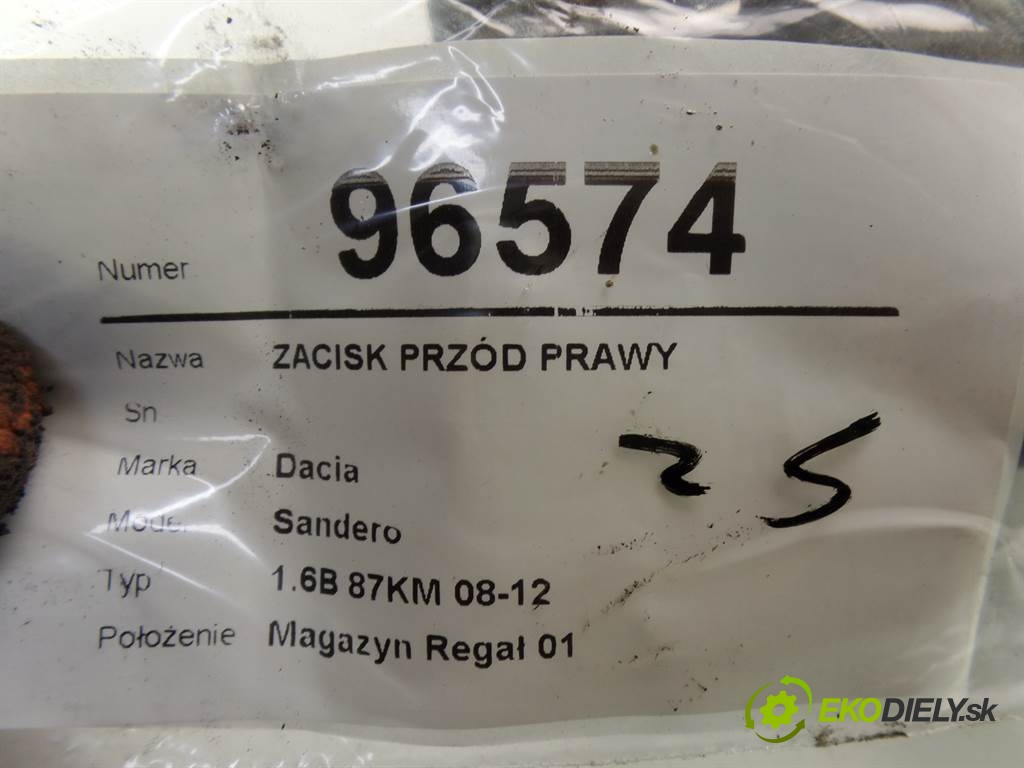 Numer 96574
Nazwa ZACISK PRZÓD PRAWY
Sn
Marka Dacia
25
Model Sandero
Typ 1.6B 87KM 08-12
Położenie Magazyn Regał 01
EKODIELY.sk